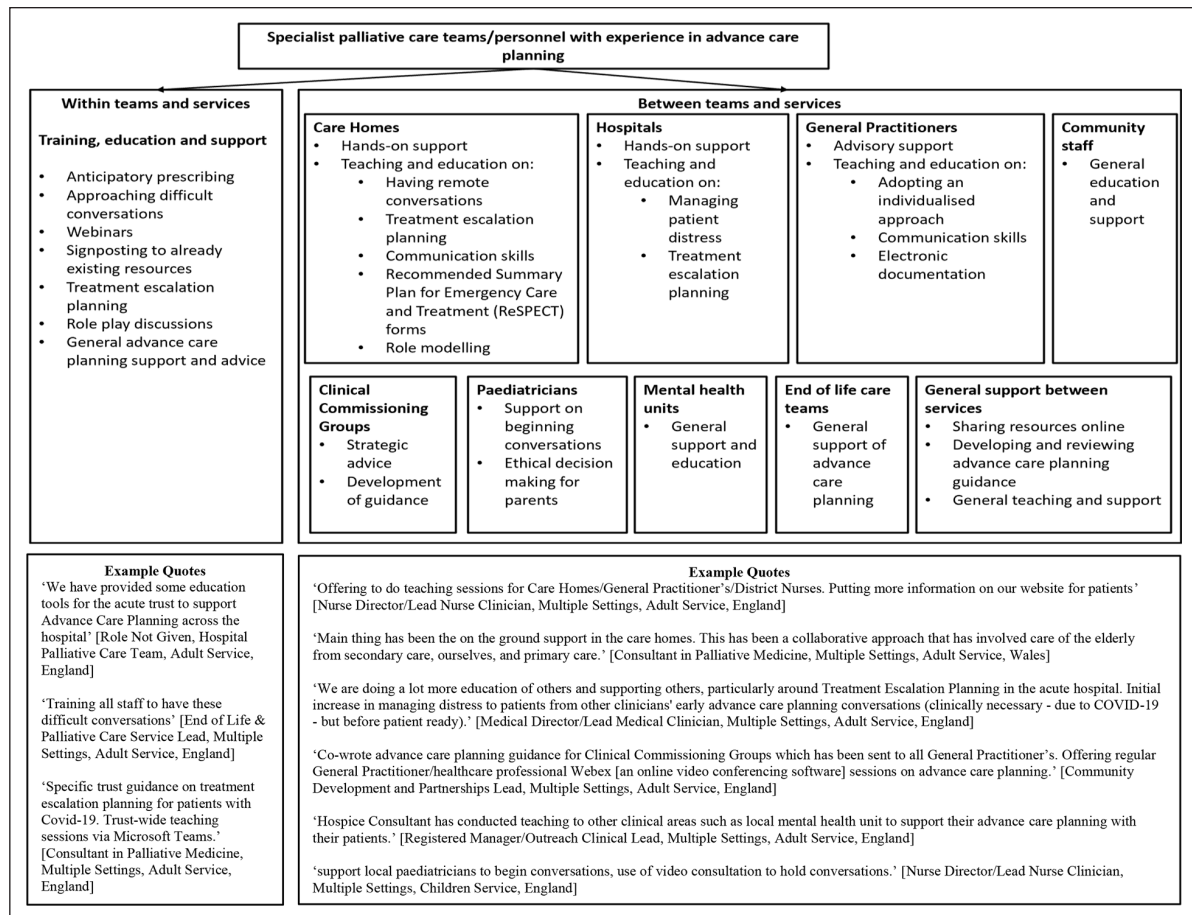 Specialist palliative care teams/personnel with experience in advance care
planning
Within teams and services
Training, education and support
• Anticipatory prescribing
• Approaching difficult
conversations
• Webinars
• Signposting to already
existing resources
• Treatment escalation
planning
• Role play discussions
• General advance care
planning support and advice
Between teams and services
Care Homes
• Hands-on support
• Teaching and education on:
• Having remote
conversations
• Treatment escalation
planning
• Communication skills
• Recommended Summary
Plan for Emergency Care
and Treatment (ReSPECT)
forms
• Role modelling
Hospitals
• Hands-on support
• Teaching and
education on:
• Managing
patient
distress
• Treatment
escalation
planning
General Practitioners
• Advisory support
• Teaching and education on:
• Adopting an
individualised
approach
• Communication skills
• Electronic
documentation
Community
staff
• General
education
and
support
Clinical
Commissioning
Groups
• Strategic
advice
• Development
of guidance
Paediatricians
• Support on
beginning
conversations
• Ethical decision
making for
parents
Mental health
units
• General
support and
education
End of life care
teams
• General
support of
advance
care
planning
General support between
services
• Sharing resources online
• Developing and reviewing
advance care planning
guidance
• General teaching and support
Example Quotes
‘We have provided some education
tools for the acute trust to support
Advance Care Planning across the
hospital’ [Role Not Given, Hospital
Palliative Care Team, Adult Service,
England]
‘Training all staff to have these
difficult conversations’ [End of Life &
Palliative Care Service Lead, Multiple
Settings, Adult Service, England]
‘Specific trust guidance on treatment
escalation planning for patients with
Covid-19. Trust-wide teaching
sessions via Microsoft Teams.’
[Consultant in Palliative Medicine,
Multiple Settings, Adult Service,
England]
Example Quotes
‘Offering to do teaching sessions for Care Homes/General Practitioner’s/District Nurses. Putting more information on our website for patients’
[Nurse Director/Lead Nurse Clinician, Multiple Settings, Adult Service, England]
‘Main thing has been the on the ground support in the care homes. This has been a collaborative approach that has involved care of the elderly
from secondary care, ourselves, and primary care.’ [Consultant in Palliative Medicine, Multiple Settings, Adult Service, Wales]
‘We are doing a lot more education of others and supporting others, particularly around Treatment Escalation Planning in the acute hospital. Initial
increase in managing distress to patients from other clinicians' early advance care planning conversations (clinically necessary - due to COVID-19
- but before patient ready).’ [Medical Director/Lead Medical Clinician, Multiple Settings, Adult Service, England]
‘Co-wrote advance care planning guidance for Clinical Commissioning Groups which has been sent to all General Practitioner’s. Offering regular
General Practitioner/healthcare professional Webex [an online video conferencing software] sessions on advance care planning.’ [Community
Development and Partnerships Lead, Multiple Settings, Adult Service, England]
‘Hospice Consultant has conducted teaching to other clinical areas such as local mental health unit to support their advance care planning with
their patients.’ [Registered Manager/Outreach Clinical Lead, Multiple Settings, Adult Service, England]
‘support local paediatricians to begin conversations, use of video consultation to hold conversations.’ [Nurse Director/Lead Nurse Clinician,
Multiple Settings, Children Service, England]